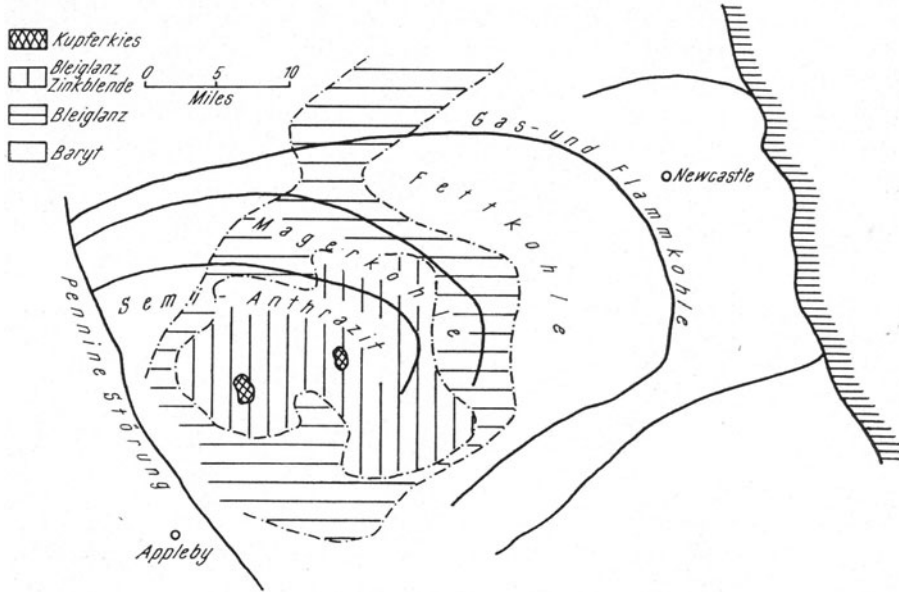 Kupferkies
Bleiglanz
Zinkblende
Bleiglanz
Baryt
0 5 10
Miles
Gas- und Flammkohle
Newcastle
Fettkohle
Magerkohle
Semi-Anthrazit
Pennine Störung
Appleby